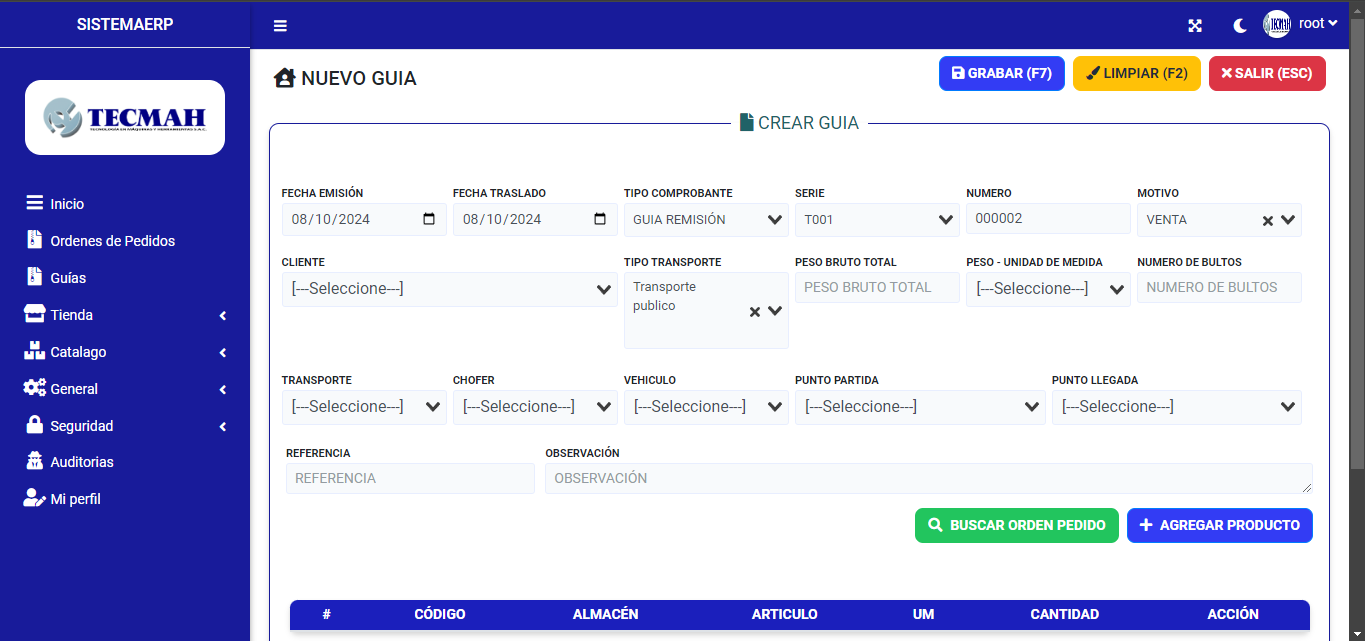 SISTEMAERP
root
TECMAH
TECNOLOGÍA EN MÁQUINAS Y HERRAMIENTAS S.A.C.
Inicio
Ordenes de Pedidos
Guías
Tienda
Catalago
General
Seguridad
Auditorias
Mi perfil
NUEVO GUIA
GRABAR (F7)
LIMPIAR (F2)
SALIR (ESC)
CREAR GUIA
FECHA EMISIÓN FECHA TRASLADO TIPO COMPROBANTE SERIE NUMERO MOTIVO
08/10/2024 08/10/2024 GUIA REMISIÓN T001 000002 VENTA
CLIENTE TIPO TRANSPORTE PESO BRUTO TOTAL PESO - UNIDAD DE MEDIDA NUMERO DE BULTOS
[---Seleccione---] Transporte publico PESO BRUTO TOTAL [---Seleccione---] NUMERO DE BULTOS
TRANSPORTE CHOFER VEHICULO PUNTO PARTIDA PUNTO LLEGADA
[---Seleccione---] [---Seleccione---] [---Seleccione---] [---Seleccione---] [---Seleccione---]
REFERENCIA OBSERVACIÓN
REFERENCIA OBSERVACIÓN
BUSCAR ORDEN PEDIDO AGREGAR PRODUCTO
# CÓDIGO ALMACÉN ARTICULO UM CANTIDAD ACCIÓN